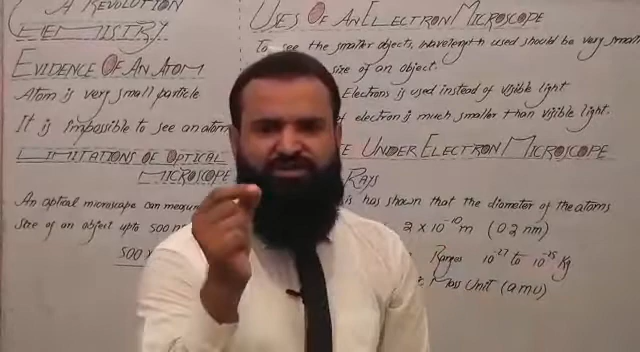 A REVOLUTION
CHEMISTRY
EVIDENCE OF AN ATOM
Atom is very small particle
It is impossible to see an atom
LIMITATIONS OF OPTICAL
MICROSCOPE
An optical microscope can
size of an object upto 500
500
USES OF AN ELECTRON MICROSCOPE
To see the smaller objects, wavelength used should be very small
size of an object.
Electrons is used instead of visible light
of electron is much smaller than visible light.
UNDER ELECTRON MICROSCOPE
RAYS
has shown that the diameter of the atoms
2 x 10⁻¹⁰m (0.2 nm)
Ranges 10⁻²⁷ to 10⁻²⁵ Kg
Mass Unit (amu)